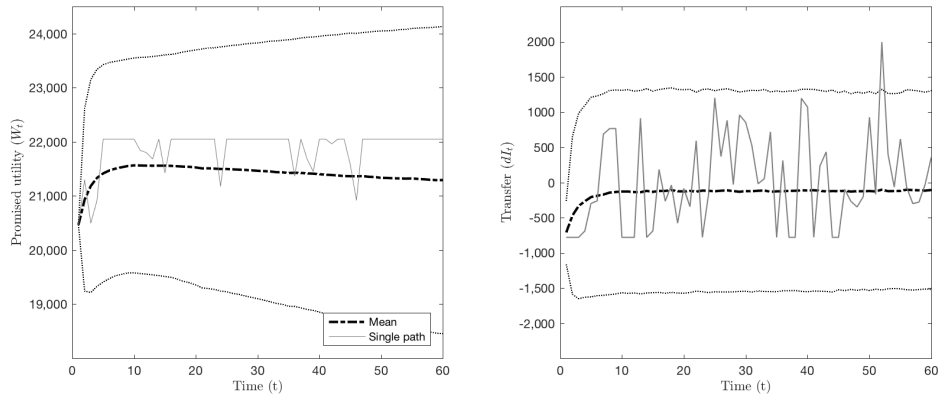 24,000
23,000
22,000
21,000
20,000
19,000
Promised utility (Wt)
0 10 20 30 40 50 60
Time (t)
Mean
Single path
2000
1500
1000
500
0
-500
-1,000
-1,500
-2,000
Transfer (dIt)
0 10 20 30 40 50 60
Time (t)